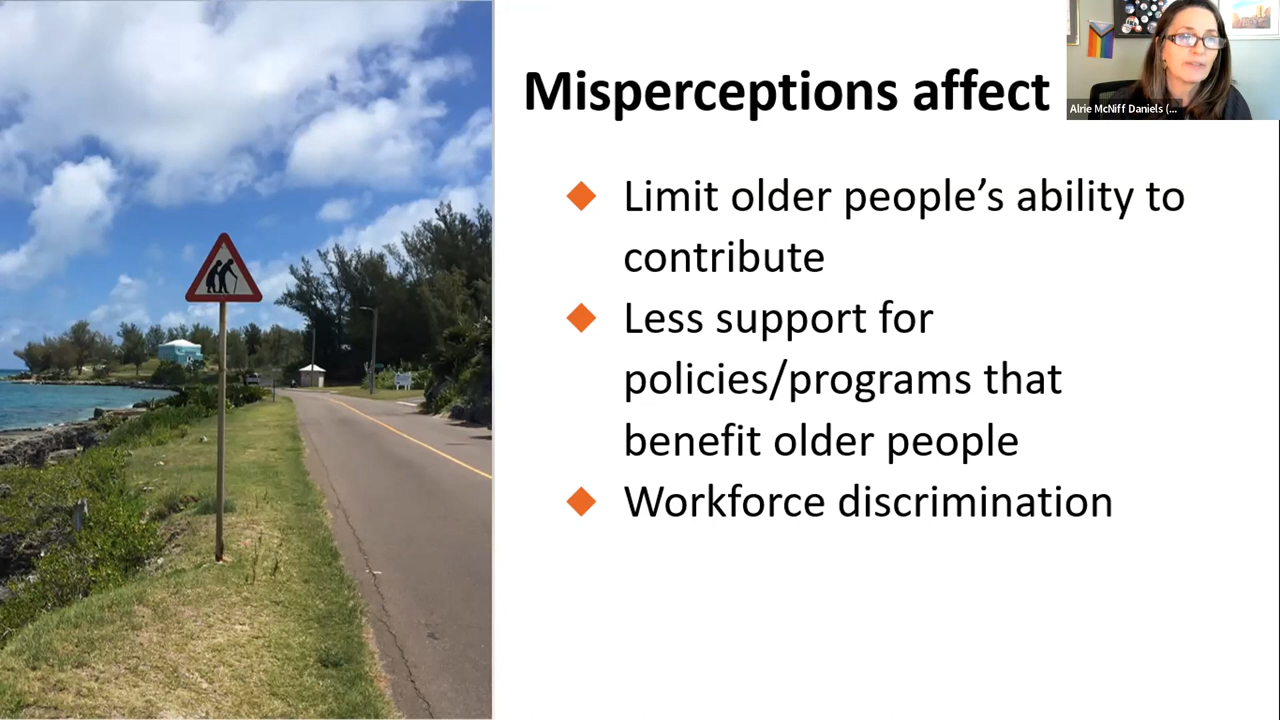 Misperceptions affect
Alrie McNiff Daniels (...
◆ Limit older people’s ability to
contribute
◆ Less support for
policies/programs that
benefit older people
◆ Workforce discrimination